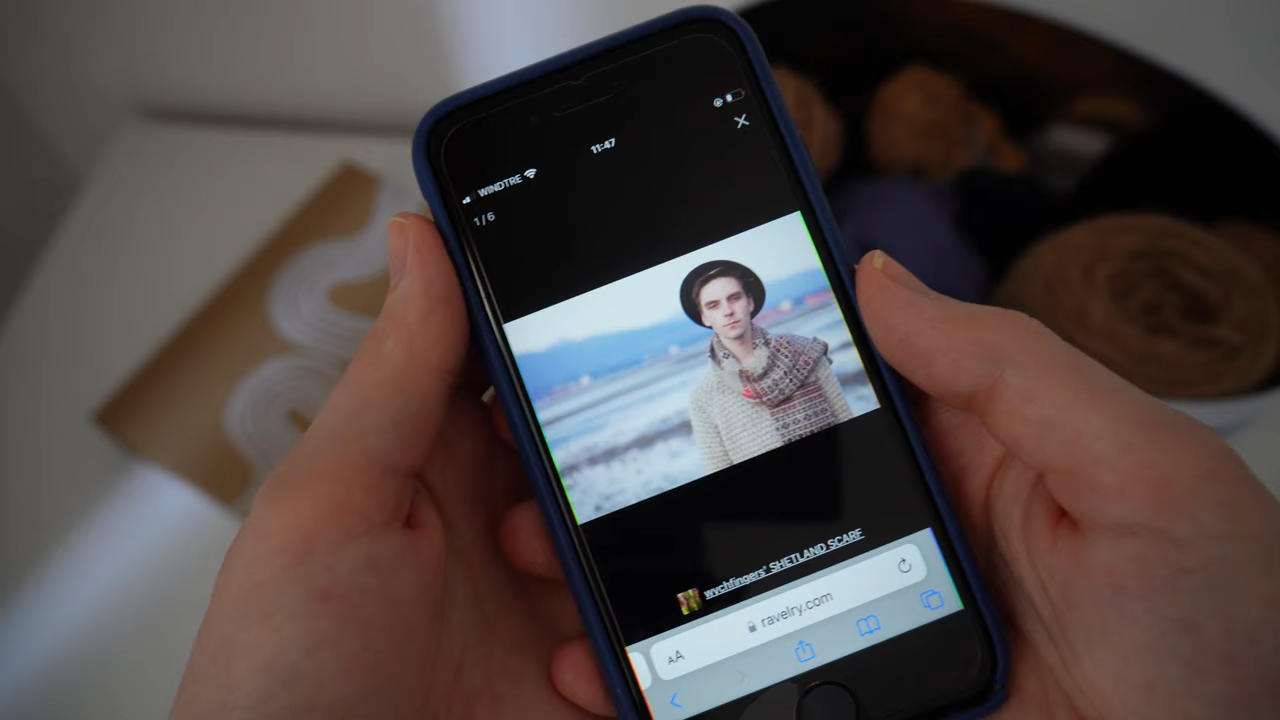 11:47
WINDTRE
1/6
wychfingers' SHETLAND SCARF
AA
ravelry.com